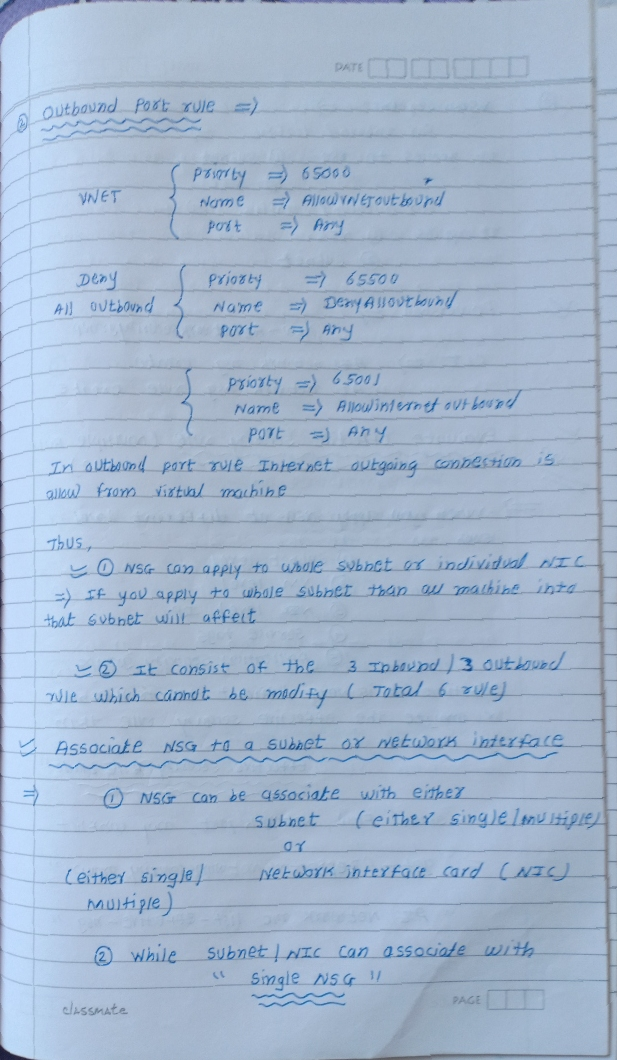 DATE
② Outbound Port rule =>
Priority => 65000
VNET Name => AllowVNEToutbound
Port => Any
Deny Priority => 65500
All outbound Name => DenyAlloutbound
Port => Any
Priority => 65001
Name => Allowinternet outbound
Port => Any
In outbound port rule Internet outgoing connection is
allow from virtual machine
Thus,
① NSG can apply to whole subnet or individual NIC
=> If you apply to whole subnet than all machine into
that subnet will affect
② It consist of the 3 Inbound / 3 outbound
rule which cannot be modify ( Total 6 rule)
Associate NSG to a subnet or Network interface
=> ① NSG can be associate with either
subnet (either single/multiple)
or
(either single/ Network interface card (NIC)
multiple)
② While subnet / NIC can associate with
"single NSG"
classmate PAGE